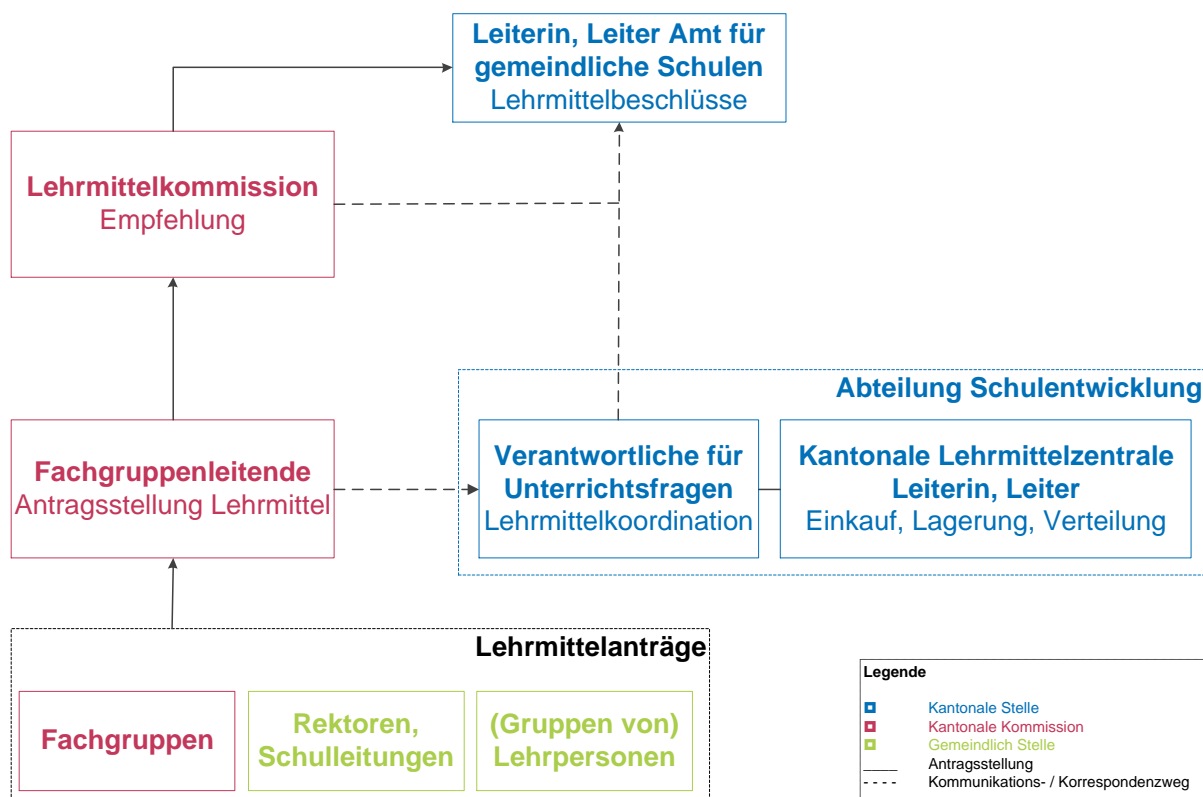 Leiterin, Leiter Amt für
gemeindliche Schulen
Lehrmittelbeschlüsse
Lehrmittelkommission
Empfehlung
Abteilung Schulentwicklung
Fachgruppenleitende
Antragsstellung Lehrmittel
Verantwortliche für
Unterrichtsfragen
Lehrmittelkoordination
Kantonale Lehrmittelzentrale
Leiterin, Leiter
Einkauf, Lagerung, Verteilung
Lehrmittelanträge
Fachgruppen
Rektoren,
Schulleitungen
(Gruppen von)
Lehrpersonen
Legende
Kantonale Stelle
Kantonale Kommission
Gemeindlich Stelle
____ Antragsstellung
- - - - Kommunikations- / Korrespondenzweg